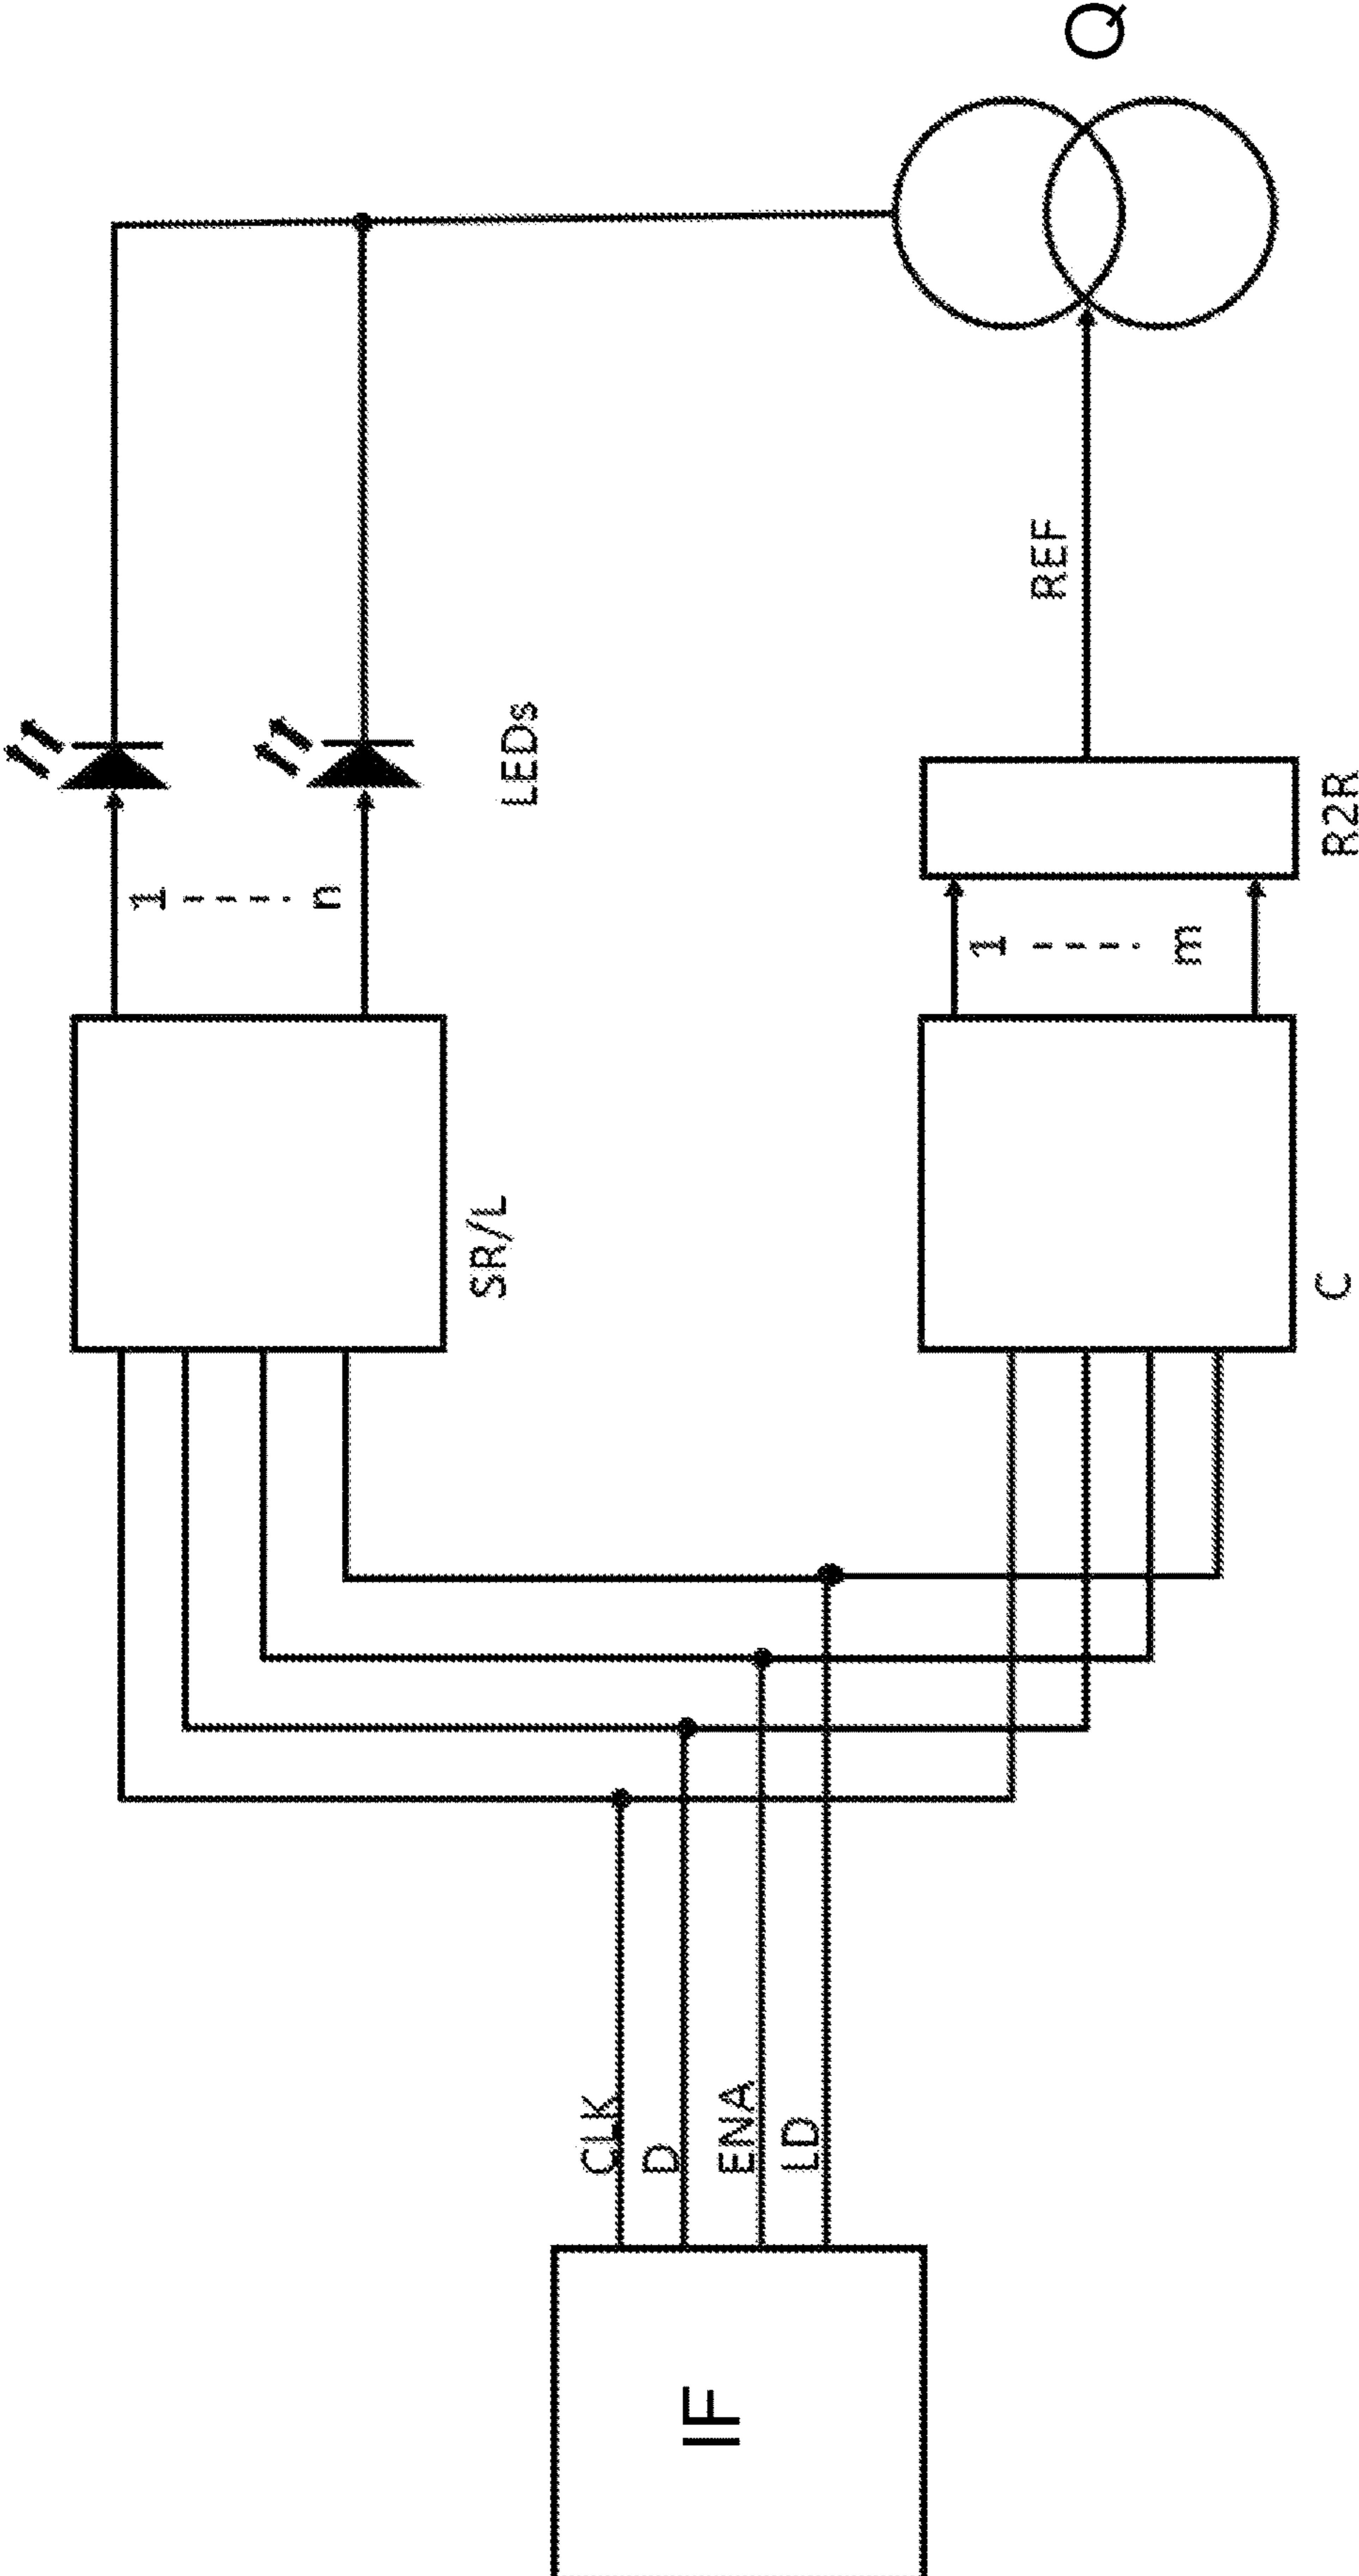 IF
CLK
D
ENA
LD
SR/L
C
1 - - - - n
1 - - - - m
LEDs
R2R
REF
Q